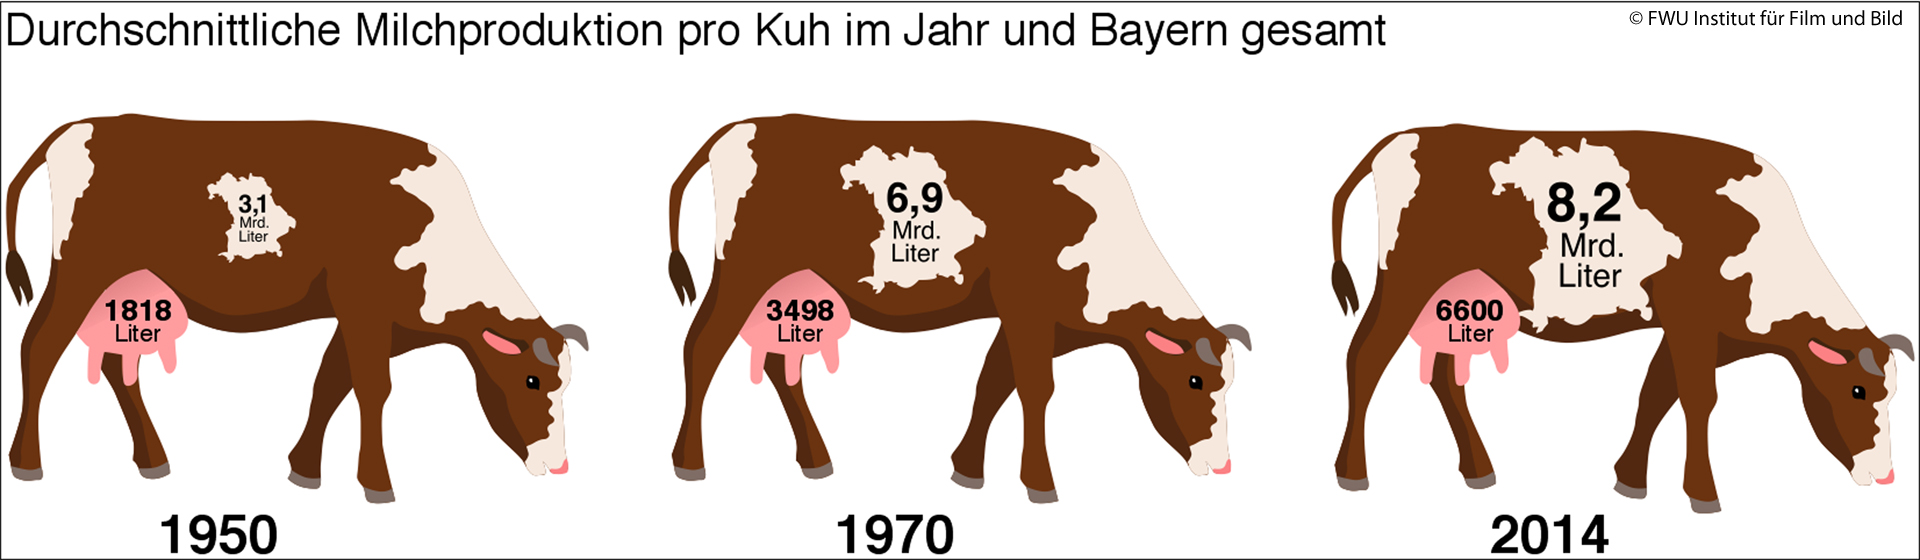 Durchschnittliche Milchproduktion pro Kuh im Jahr und Bayern gesamt
© FWU Institut für Film und Bild
3,1
Mrd.
Liter
1818
Liter
1950
6,9
Mrd.
Liter
3498
Liter
1970
8,2
Mrd.
Liter
6600
Liter
2014